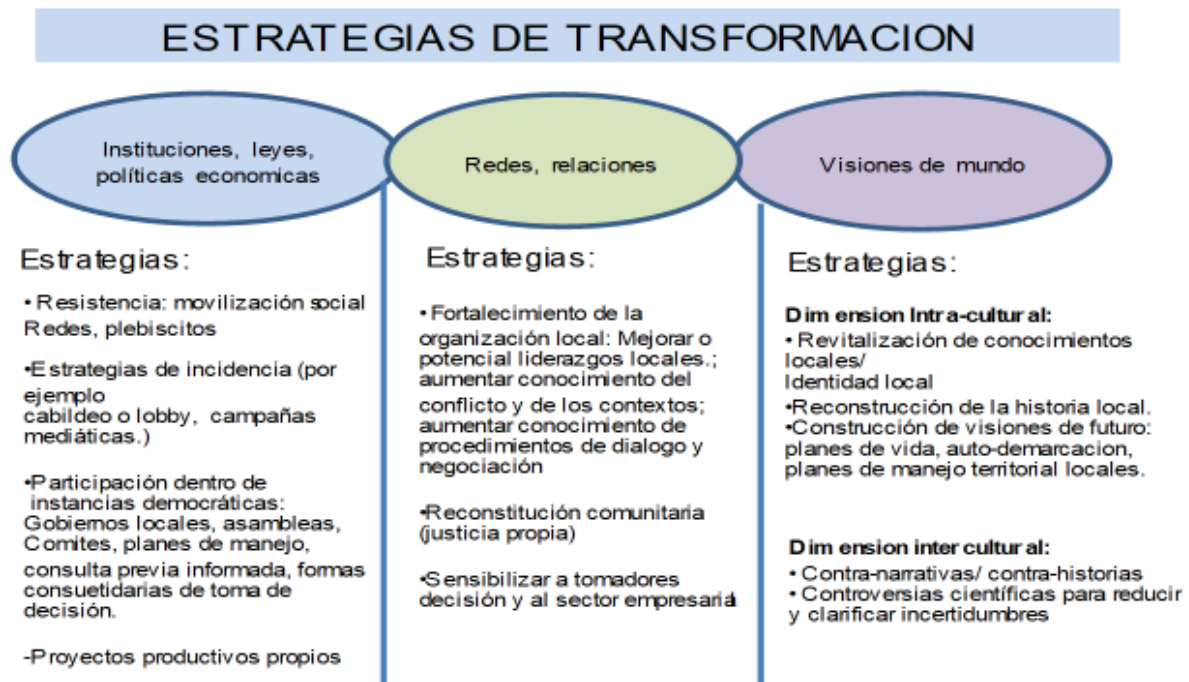 ESTRATEGIAS DE TRANSFORMACION
Instituciones, leyes,
políticas economicas
Redes, relaciones
Visiones de mundo
Estrategias:
• Resistencia: movilización social
Redes, plebiscitos
•Estrategias de incidencia (por
ejemplo
cabildeo o lobby, campañas
mediáticas.)
•Participación dentro de
instancias democráticas:
Gobiernos locales, asambleas,
Comites, planes de manejo,
consulta previa informada, formas
consuetidarias de toma de
decisión.
-Proyectos productivos propios
Estrategias:
• Fortalecimiento de la
organización local: Mejorar o
potencial liderazgos locales.;
aumentar conocimiento del
conflicto y de los contextos;
aumentar conocimiento de
procedimientos de dialogo y
negociación
•Reconstitución comunitaria
(justicia propia)
•Sensibilizar a tomadores
decisión y al sector empresarial
Estrategias:
Dimension Intra-cultural:
• Revitalización de conocimientos
locales/
Identidad local
•Reconstrucción de la historia local.
•Construcción de visiones de futuro:
planes de vida, auto-demarcacion,
planes de manejo territorial locales.
Dimension inter cultural:
• Contra-narrativas/ contra-historias
• Controversias científicas para reducir
y clarificar incertidumbres